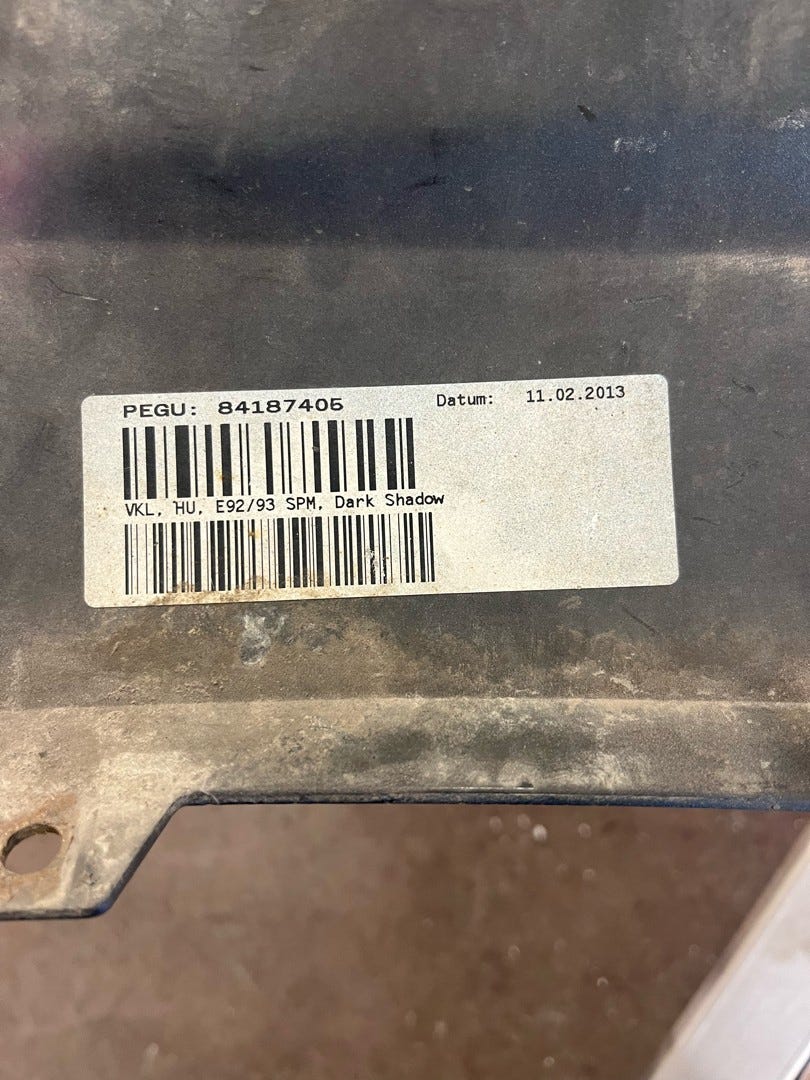 PEGU: 84187405 Datum: 11.02.2013
VKL, HU, E92/93 SPM, Dark Shadow